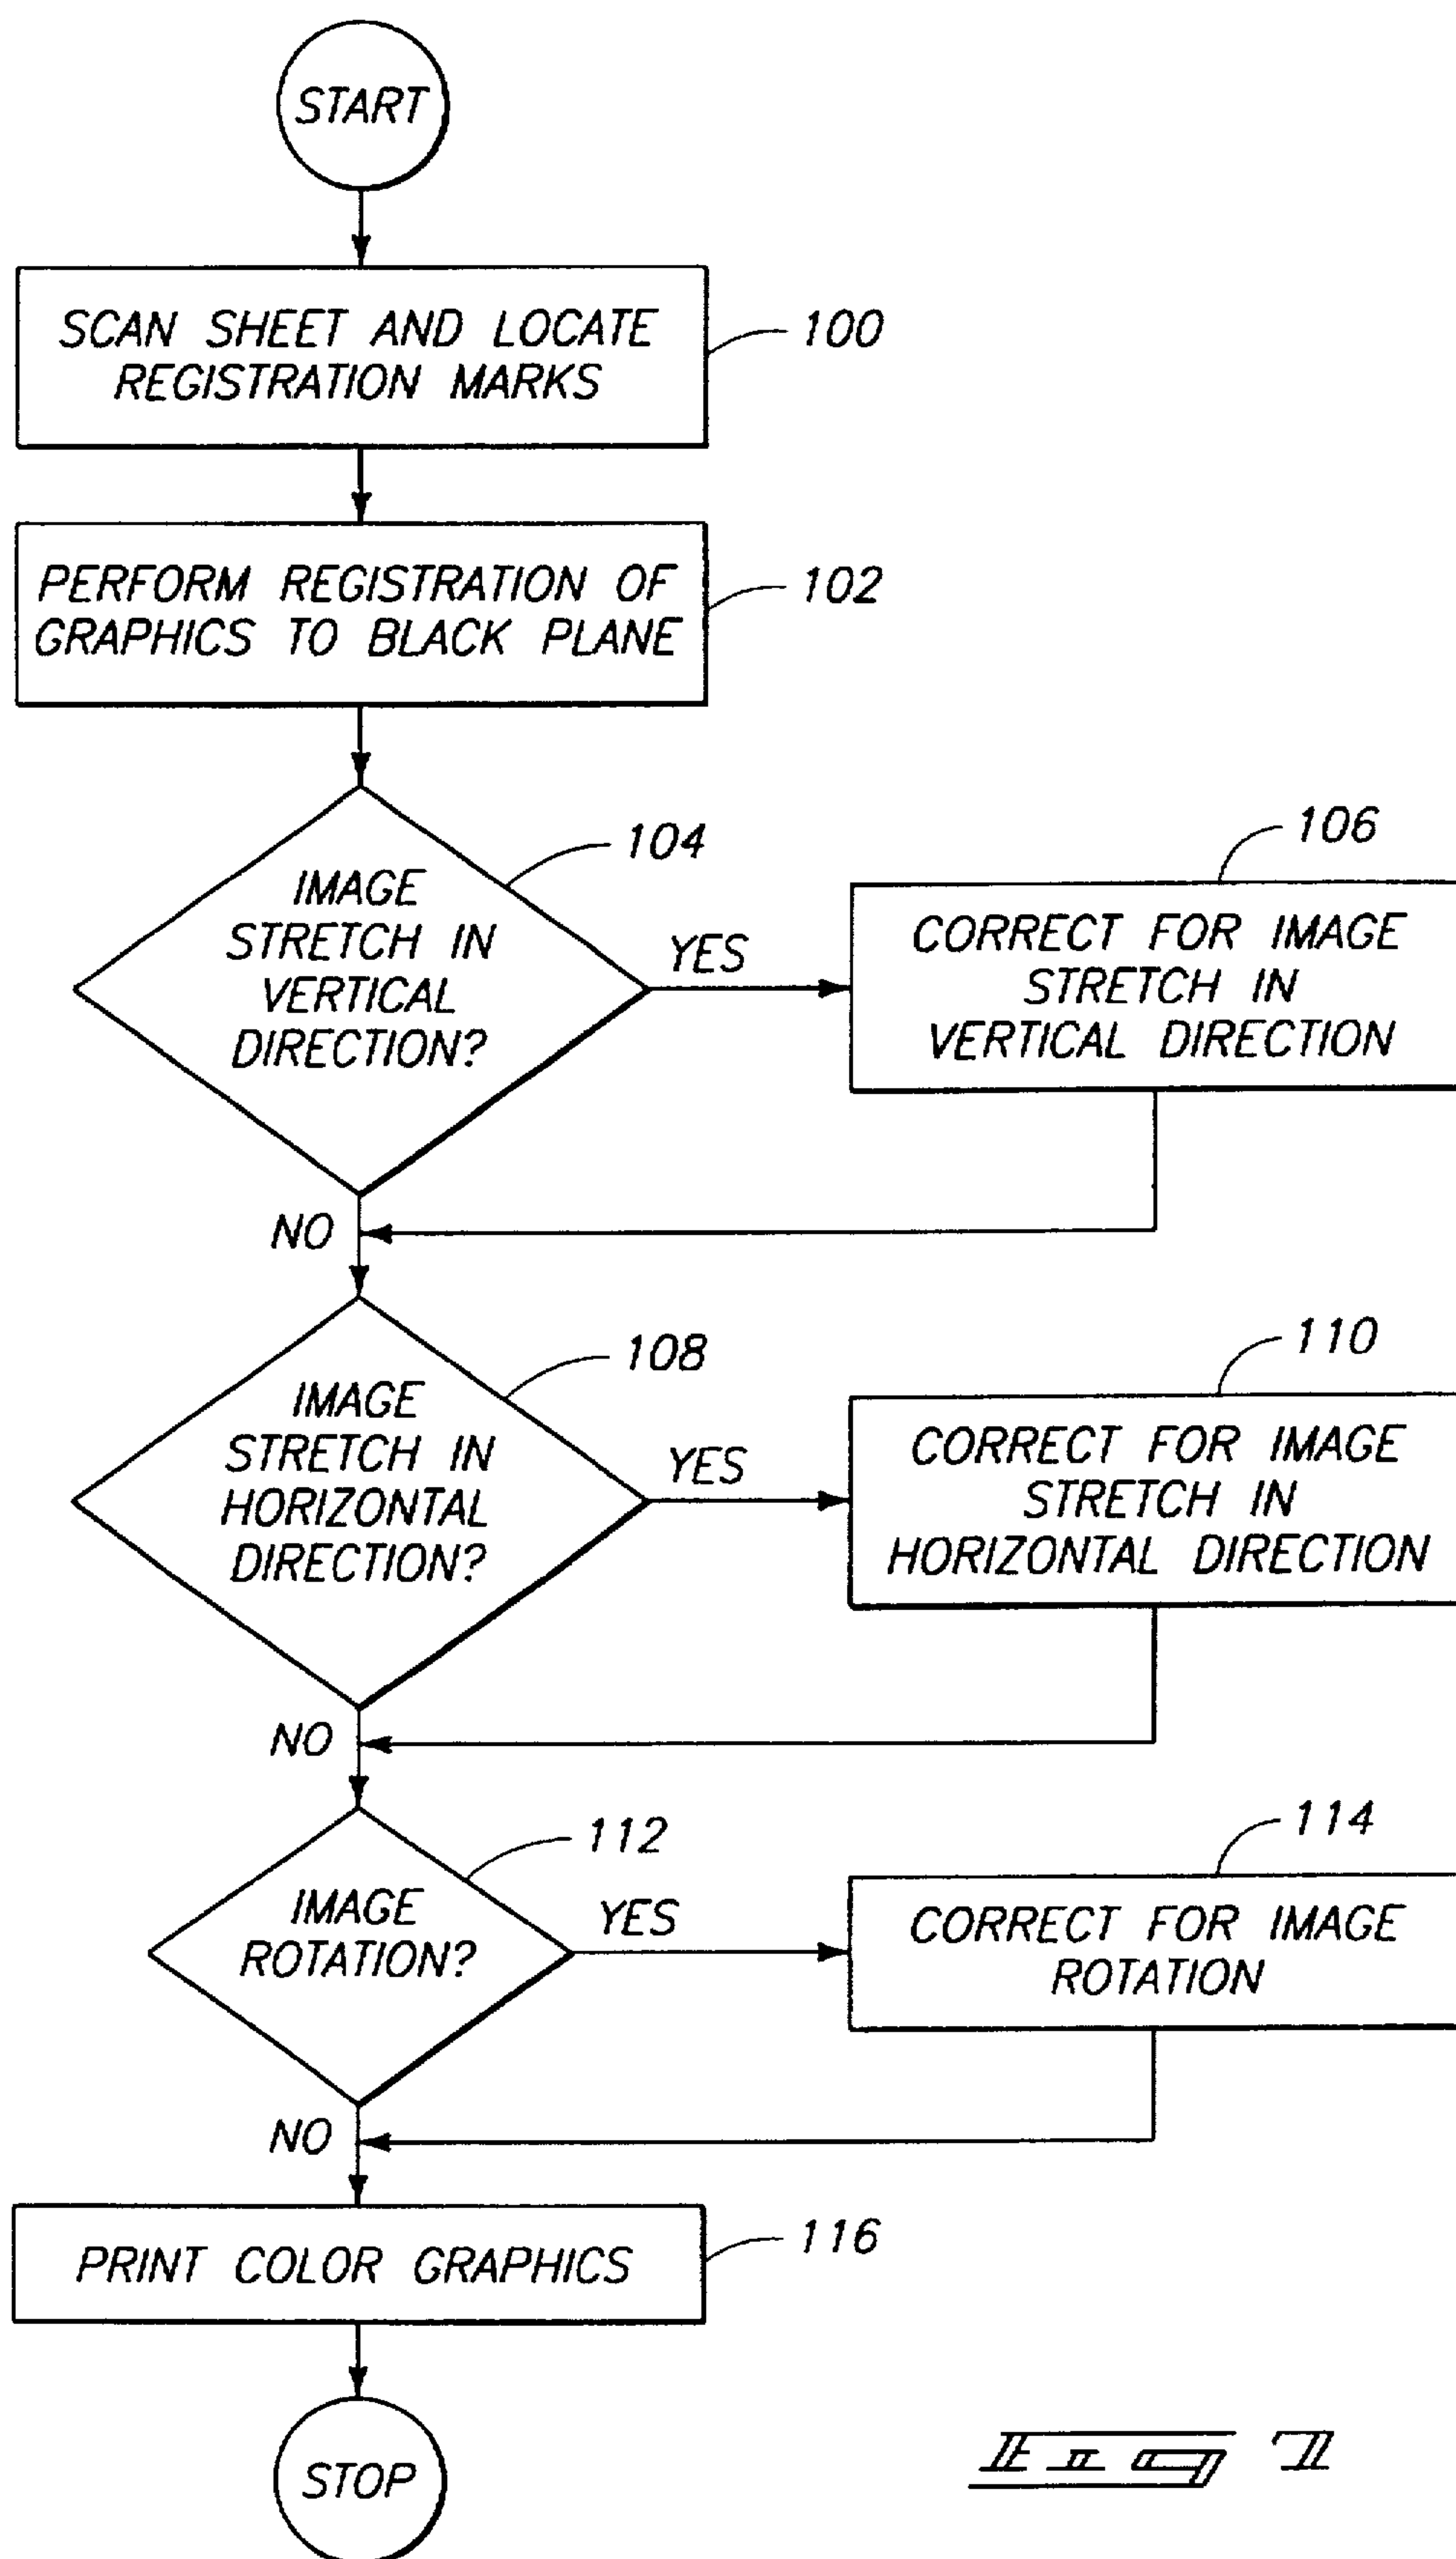 START
SCAN SHEET AND LOCATE
REGISTRATION MARKS
100
PERFORM REGISTRATION OF
GRAPHICS TO BLACK PLANE
102
IMAGE
STRETCH IN
VERTICAL
DIRECTION?
104
YES
CORRECT FOR IMAGE
STRETCH IN
VERTICAL DIRECTION
106
NO
IMAGE
STRETCH IN
HORIZONTAL
DIRECTION?
108
YES
CORRECT FOR IMAGE
STRETCH IN
HORIZONTAL DIRECTION
110
NO
IMAGE
ROTATION?
112
YES
CORRECT FOR IMAGE
ROTATION
114
NO
PRINT COLOR GRAPHICS
116
STOP
Fig 7